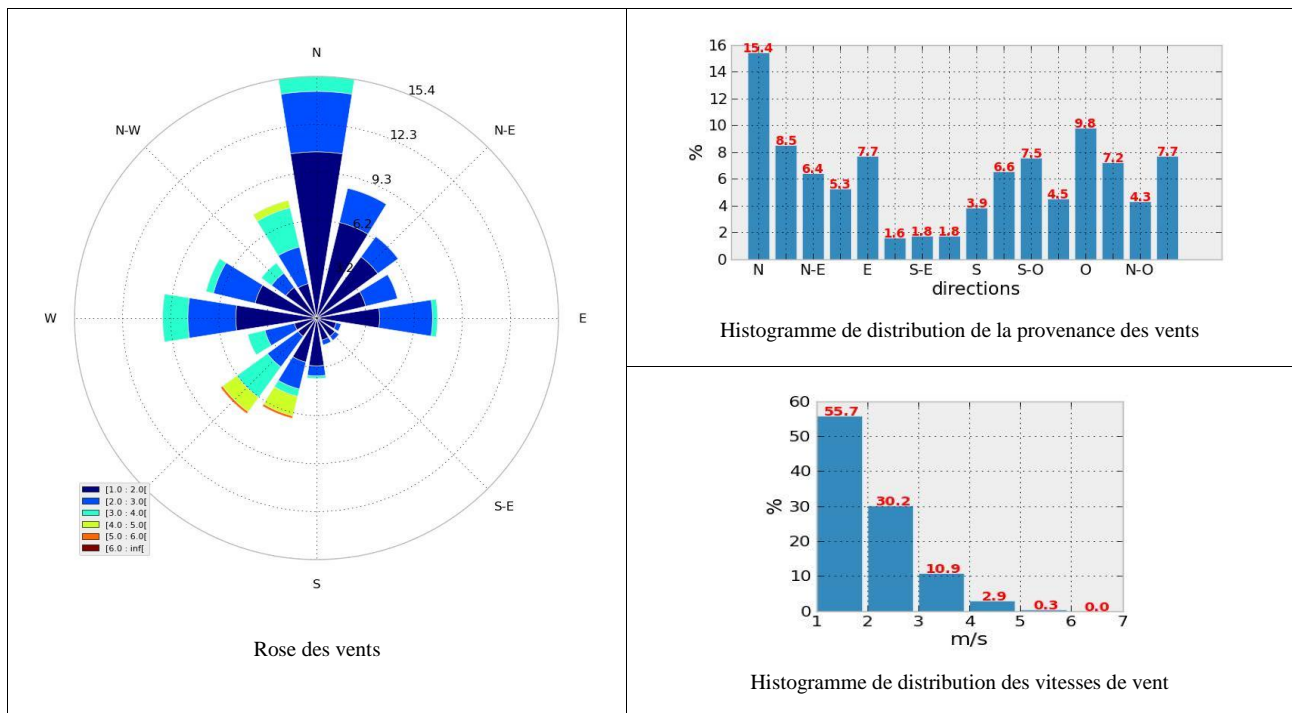 N
15.4
N-W
N-E
12.3
9.3
6.2
W
E
S-E
S
[1.0 : 2.0[
[2.0 : 3.0[
[3.0 : 4.0[
[4.0 : 5.0[
[5.0 : 6.0[
[6.0 : inf[
Rose des vents
16
14
12
10
8
6
4
2
0
%
15.4
8.5
6.4
5.3
7.7
1.6
1.8
1.8
3.9
6.6
7.5
4.5
9.8
7.2
4.3
7.7
N N-E E S-E S S-O O N-O
directions
Histogramme de distribution de la provenance des vents
60
50
40
30
20
10
0
%
55.7
30.2
10.9
2.9
0.3
0.0
1 2 3 4 5 6 7
m/s
Histogramme de distribution des vitesses de vent